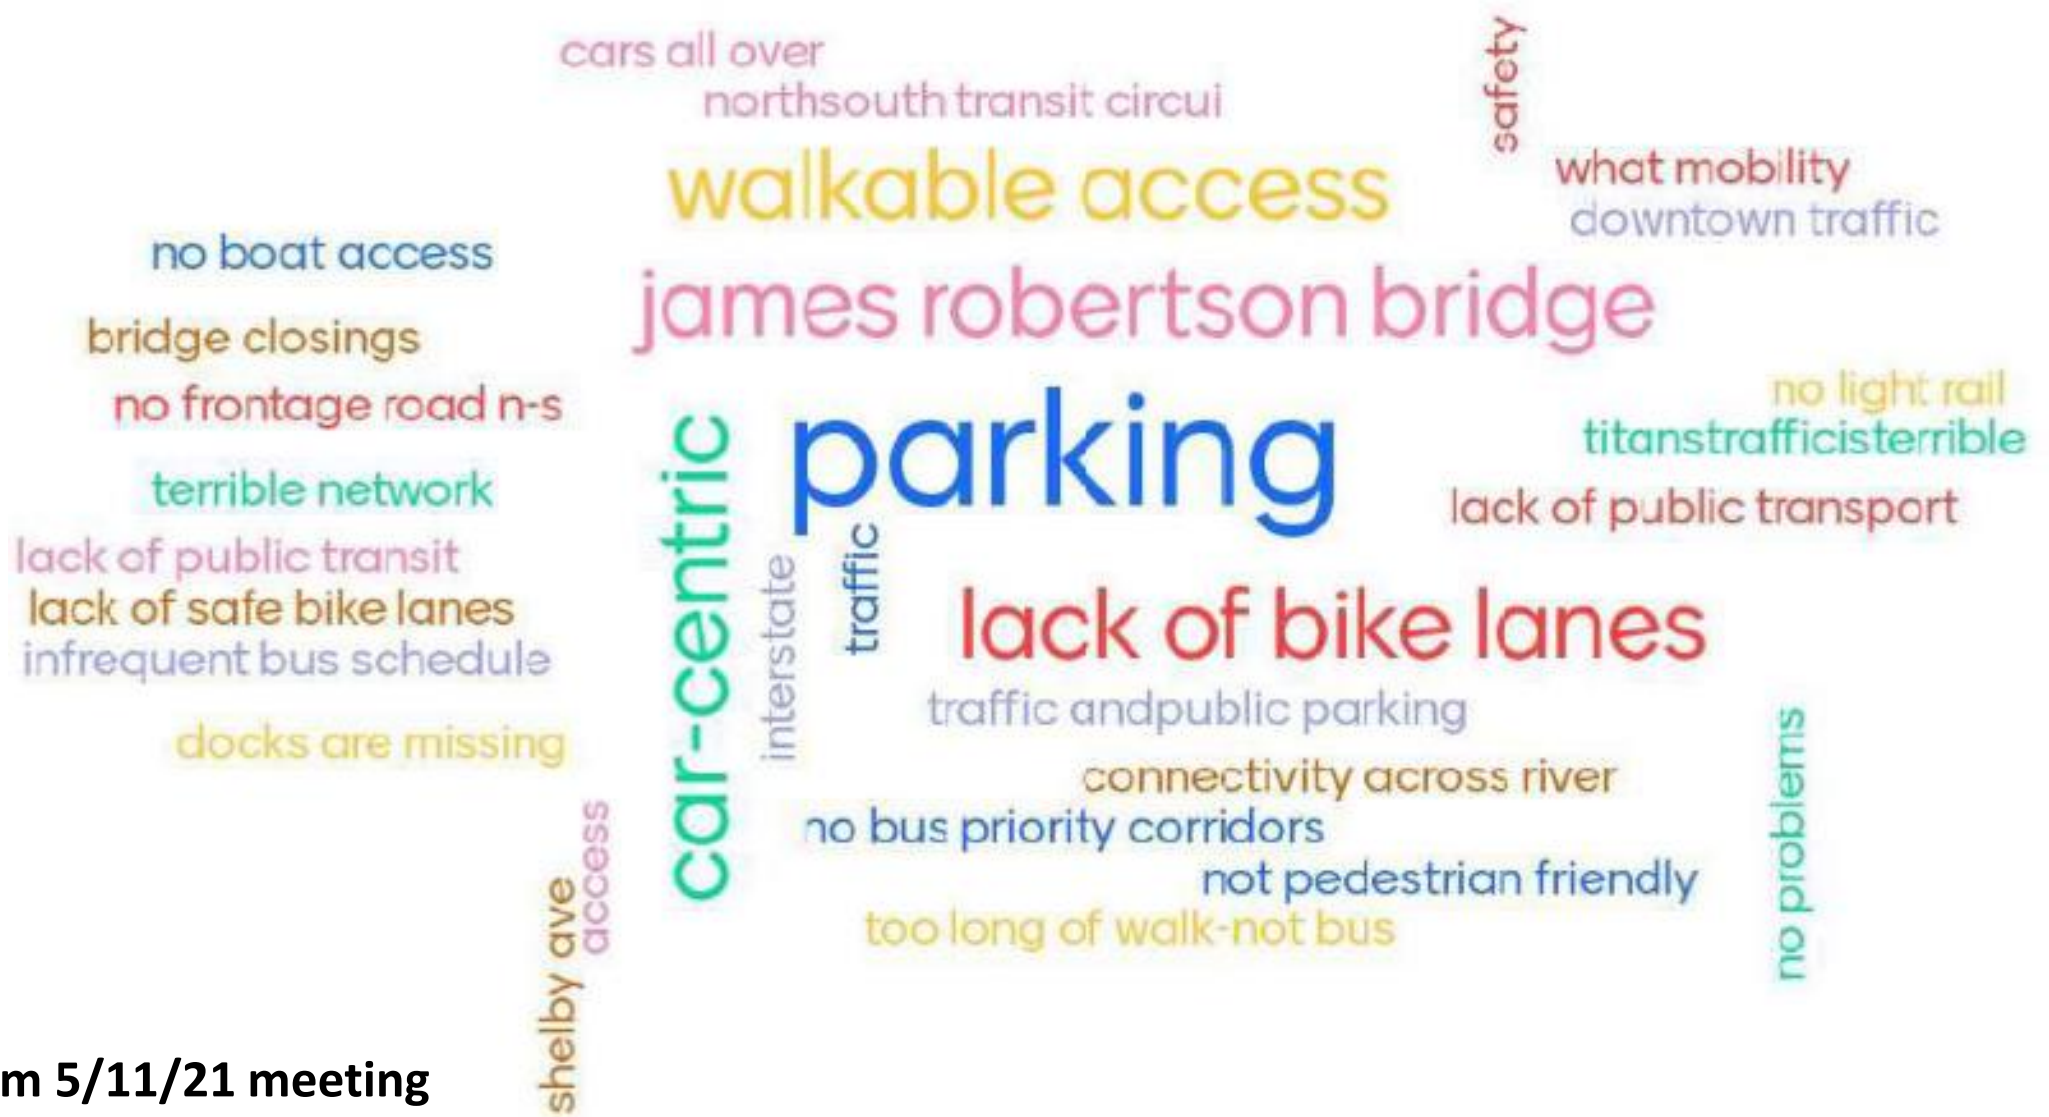 cars all over
northsouth transit circui
safety
walkable access
what mobility
downtown traffic
no boat access
james robertson bridge
bridge closings
no light rail
no frontage road n-s
parking
titanstrafficisterrible
car-centric
terrible network
lack of public transport
lack of public transit
traffic
interstate
lack of safe bike lanes
lack of bike lanes
infrequent bus schedule
traffic andpublic parking
docks are missing
no problems
connectivity across river
no bus priority corridors
access
not pedestrian friendly
shelby ave
too long of walk-not bus
m 5/11/21 meeting